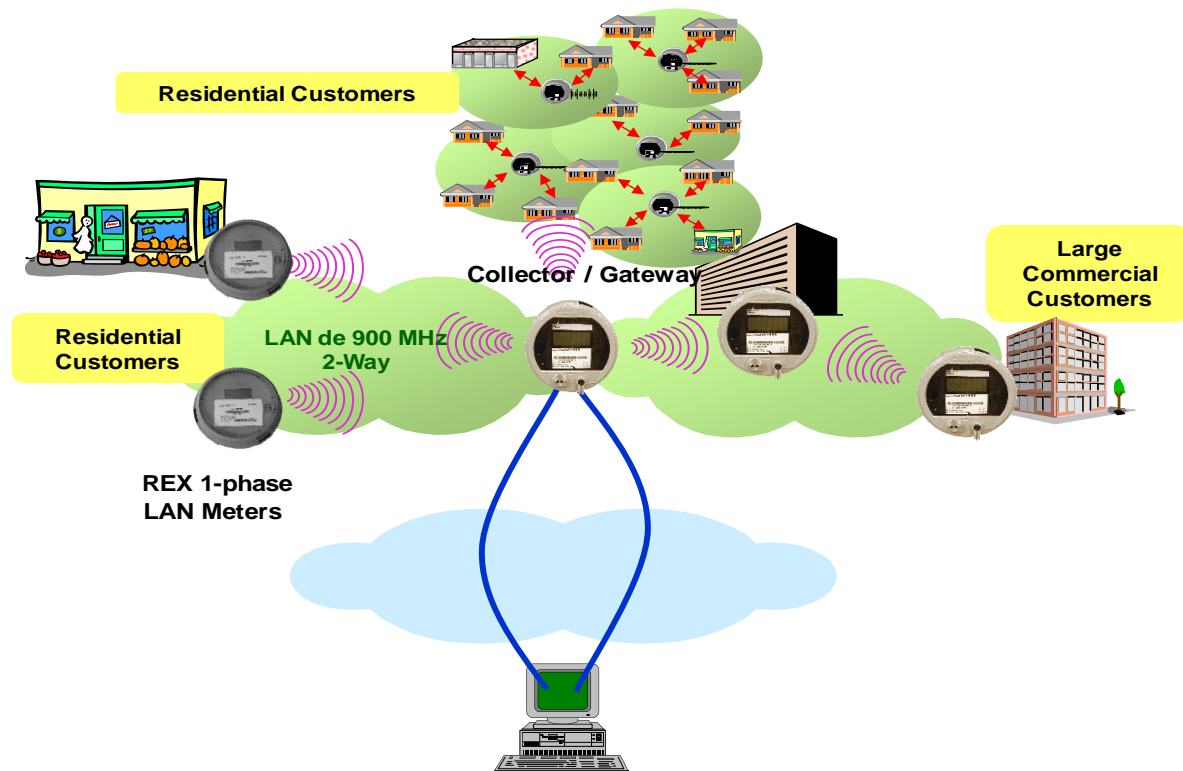 Residential Customers
Collector / Gateway
Large
Commercial
Customers
Residential
Customers
LAN de 900 MHz
2-Way
REX 1-phase
LAN Meters